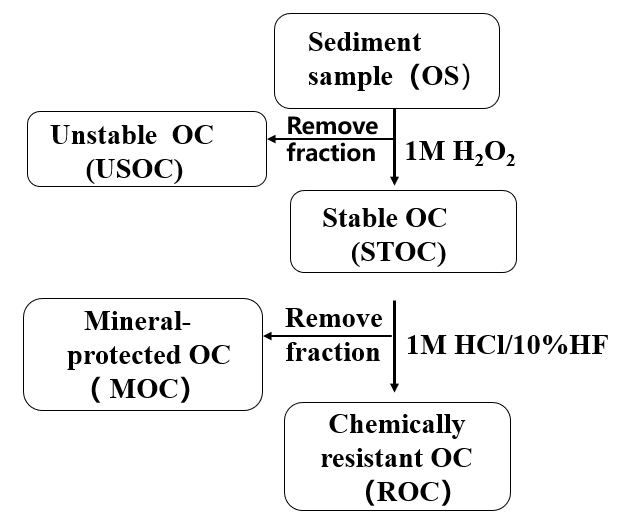 Sediment
sample（OS）
Remove
fraction
Unstable OC
(USOC)
1M H₂O₂
Stable OC
(STOC)
Remove
fraction
Mineral-
protected OC
（ MOC）
1M HCl/10%HF
Chemically
resistant OC
（ROC）